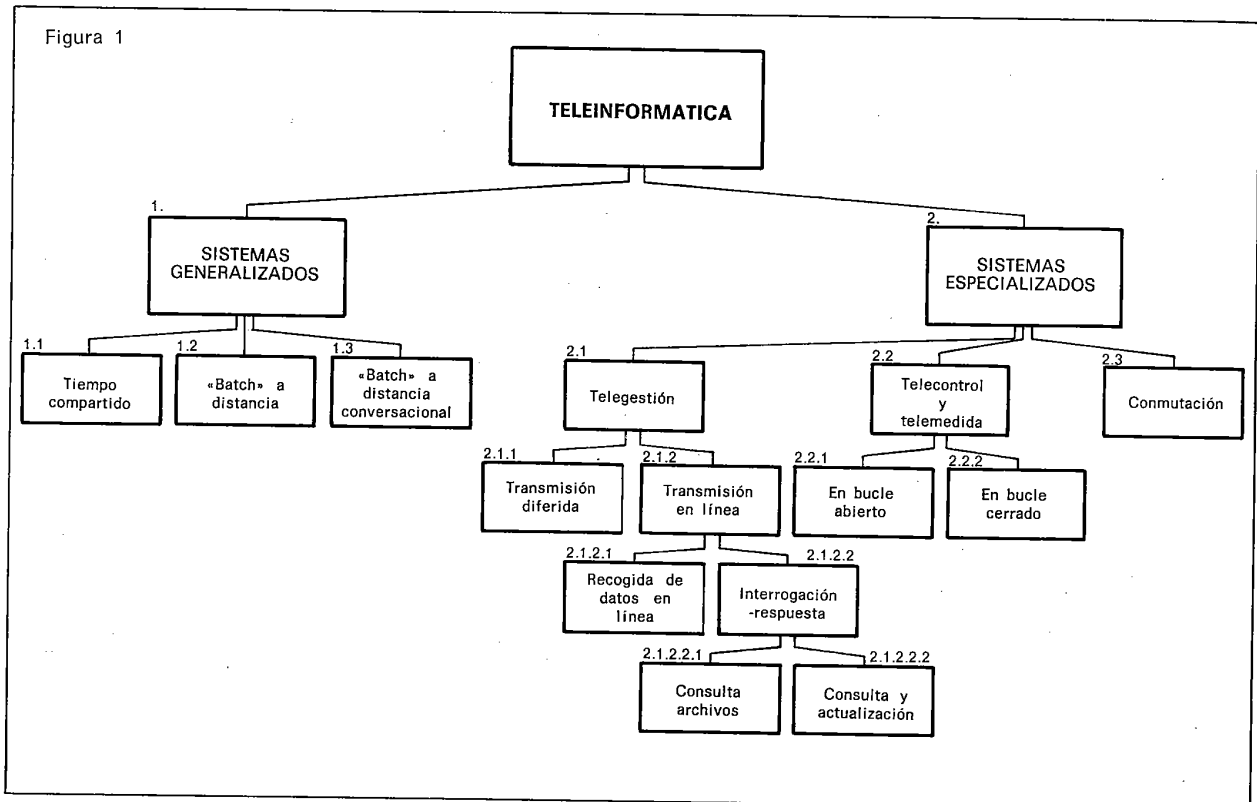 Figura 1
TELEINFORMATICA
1.
SISTEMAS
GENERALIZADOS
2.
SISTEMAS
ESPECIALIZADOS
1.1
Tiempo
compartido
1.2
«Batch» a
distancia
1.3
«Batch» a
distancia
conversacional
2.1
Telegestión
2.2
Telecontrol
y
telemedida
2.3
Conmutación
2.1.1
Transmisión
diferida
2.1.2
Transmisión
en línea
2.2.1
En bucle
abierto
2.2.2
En bucle
cerrado
2.1.2.1
Recogida de
datos en
línea
2.1.2.2
Interrogación
-respuesta
2.1.2.2.1
Consulta
archivos
2.1.2.2.2
Consulta y
actualización